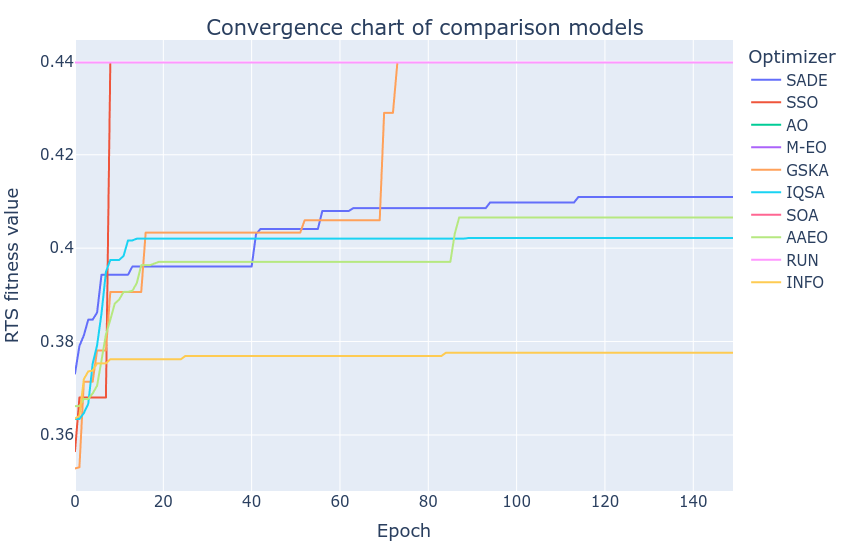 Convergence chart of comparison models
RTS fitness value
0.44
0.42
0.4
0.38
0.36
0
20
40
60
80
100
120
140
Epoch
Optimizer
SADE
SSO
AO
M-EO
GSKA
IQSA
SOA
AAEO
RUN
INFO